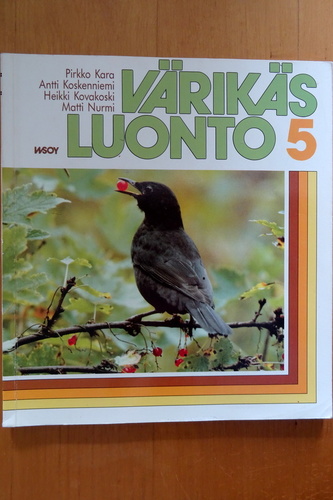 Pirkko Kara
Antti Koskenniemi
Heikki Kovakoski
Matti Nurmi
VÄRIKÄS
LUONTO 5
WSOY